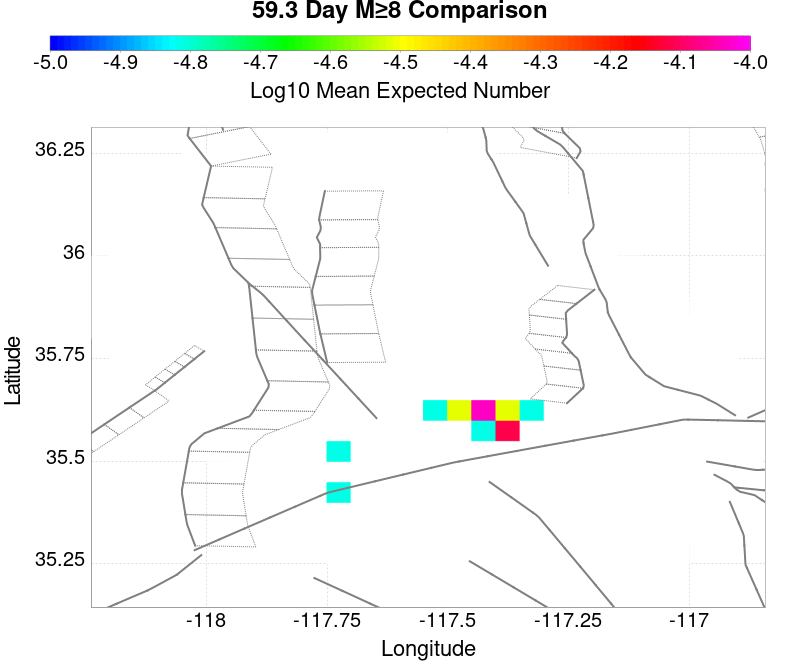 59.3 Day M≥8 Comparison
-5.0 -4.9 -4.8 -4.7 -4.6 -4.5 -4.4 -4.3 -4.2 -4.1 -4.0
Log10 Mean Expected Number
36.25
36
35.75
35.5
35.25
Latitude
-118 -117.75 -117.5 -117.25 -117
Longitude